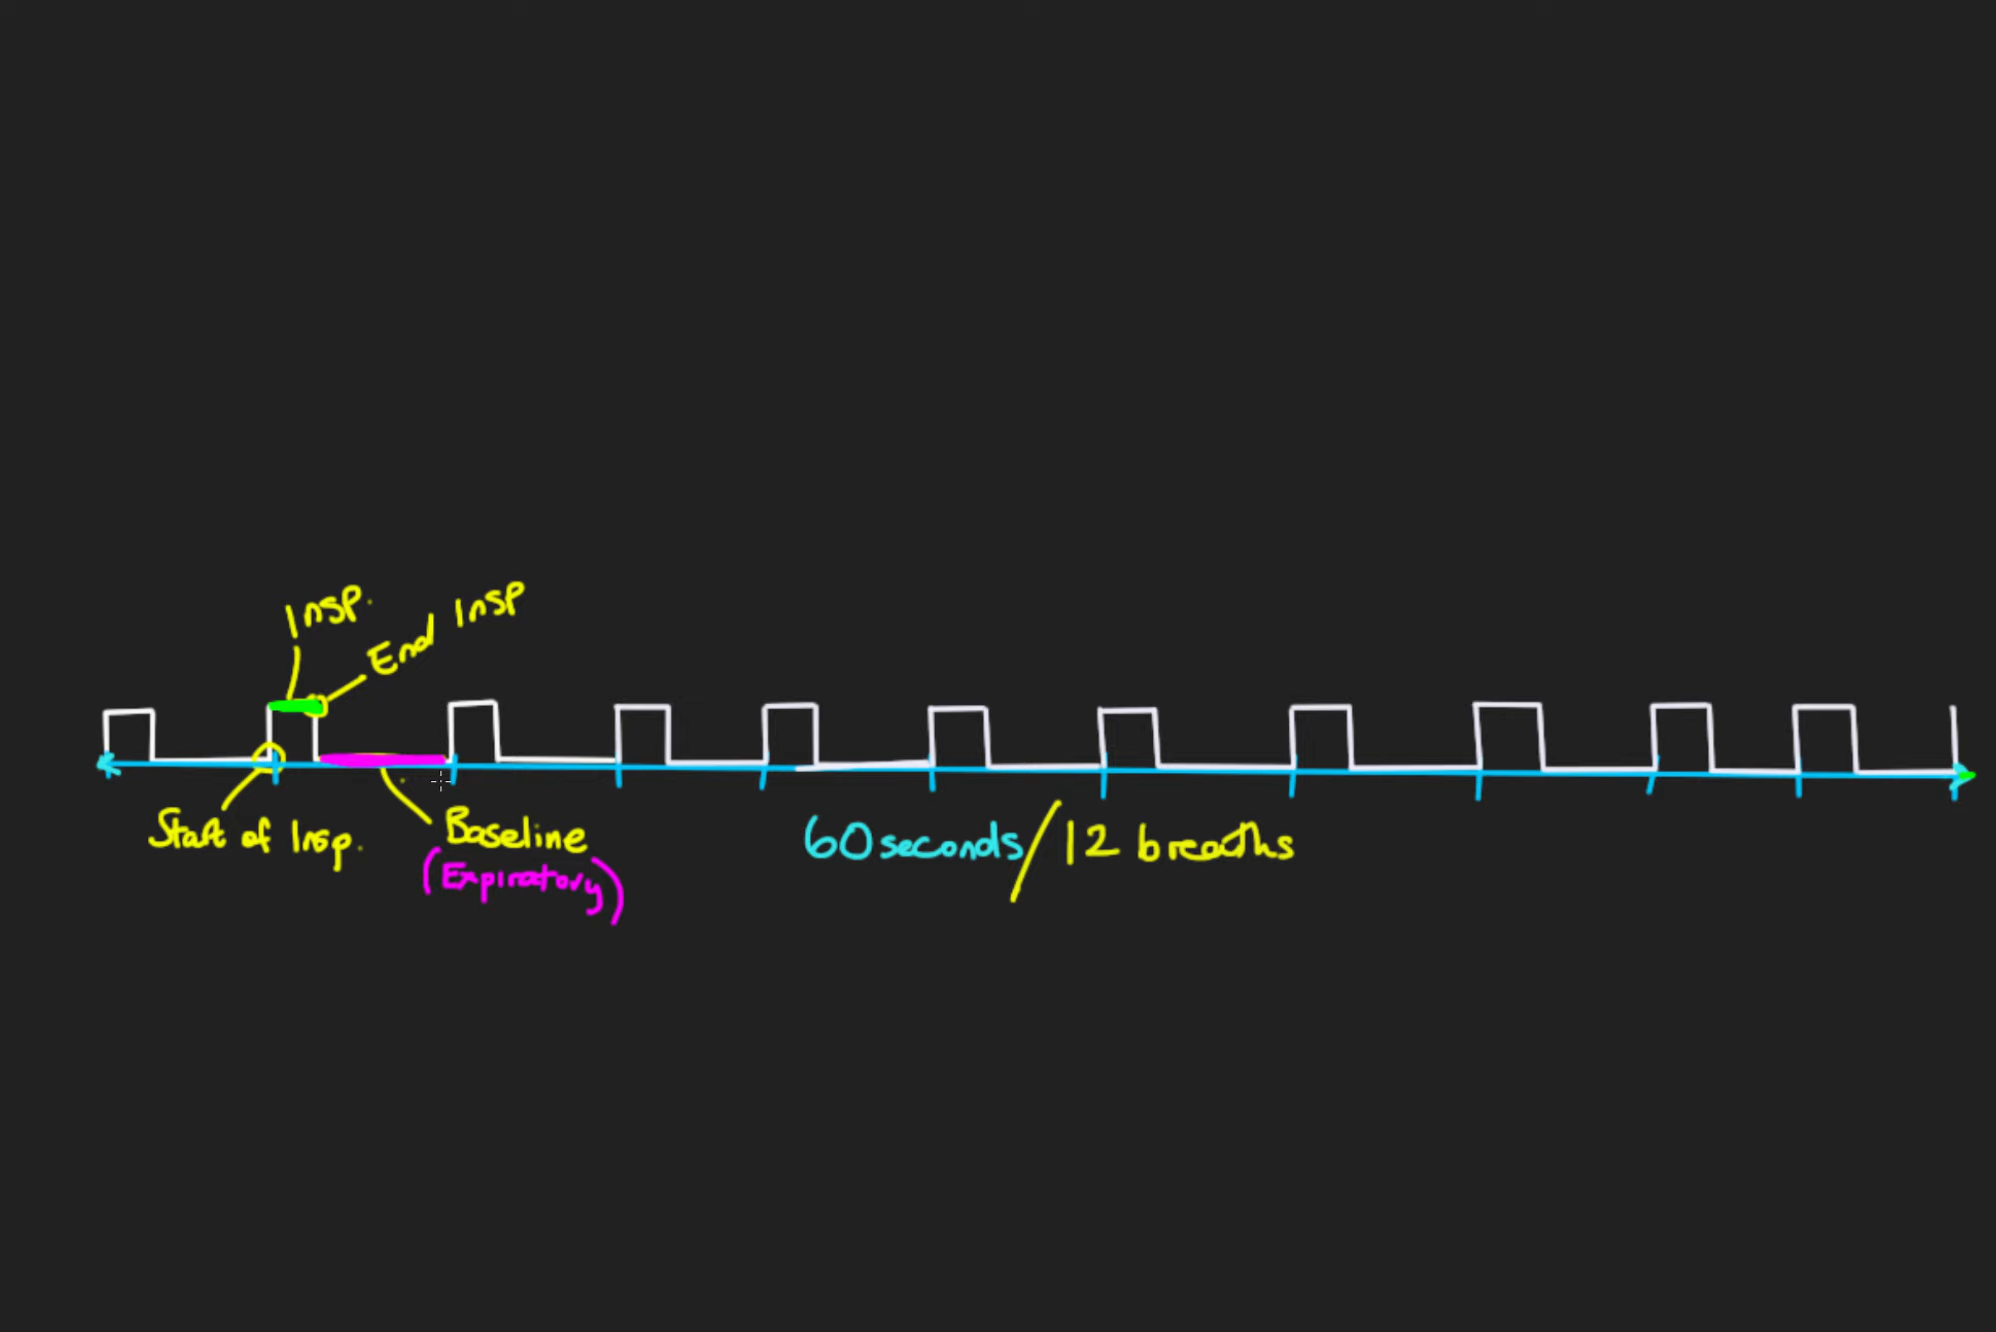 Insp.
End Insp
Start of Insp.
Baseline
(Expiratory)
60 seconds/12 breaths